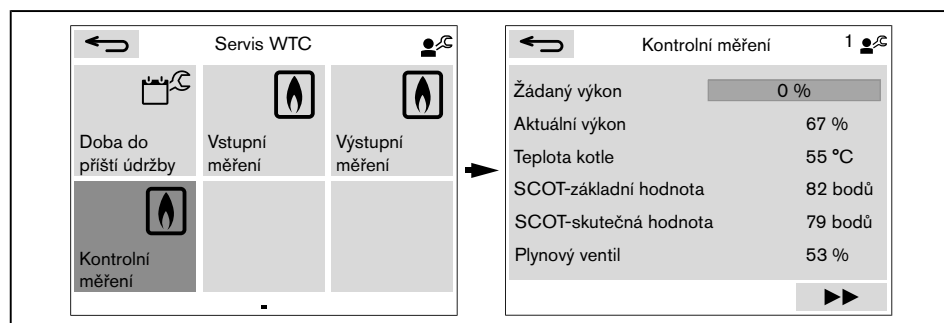 Servis WTC
Doba do
příští údržby
Vstupní
měření
Výstupní
měření
Kontrolní
měření
Kontrolní měření 1
Žádaný výkon 0 %
Aktuální výkon 67 %
Teplota kotle 55 °C
SCOT-základní hodnota 82 bodů
SCOT-skutečná hodnota 79 bodů
Plynový ventil 53 %